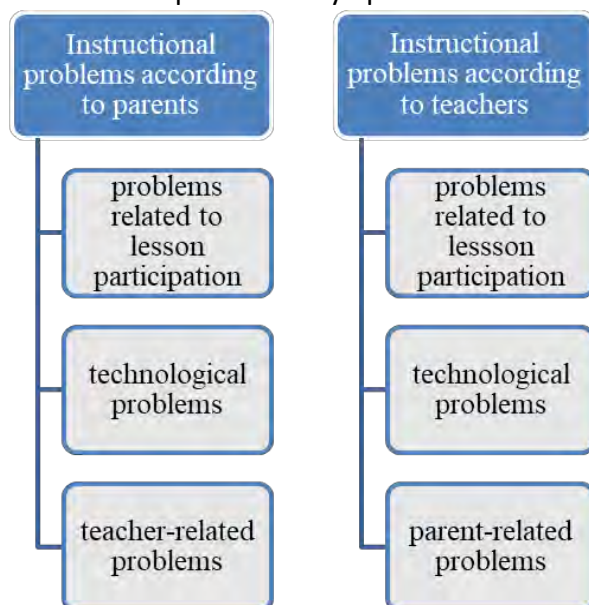 Instructional
problems according
to parents
problems
related to
lesson
participation
technological
problems
teacher-related
problems
Instructional
problems according
to teachers
problems
related to
lessson
participation
technological
problems
parent-related
problems